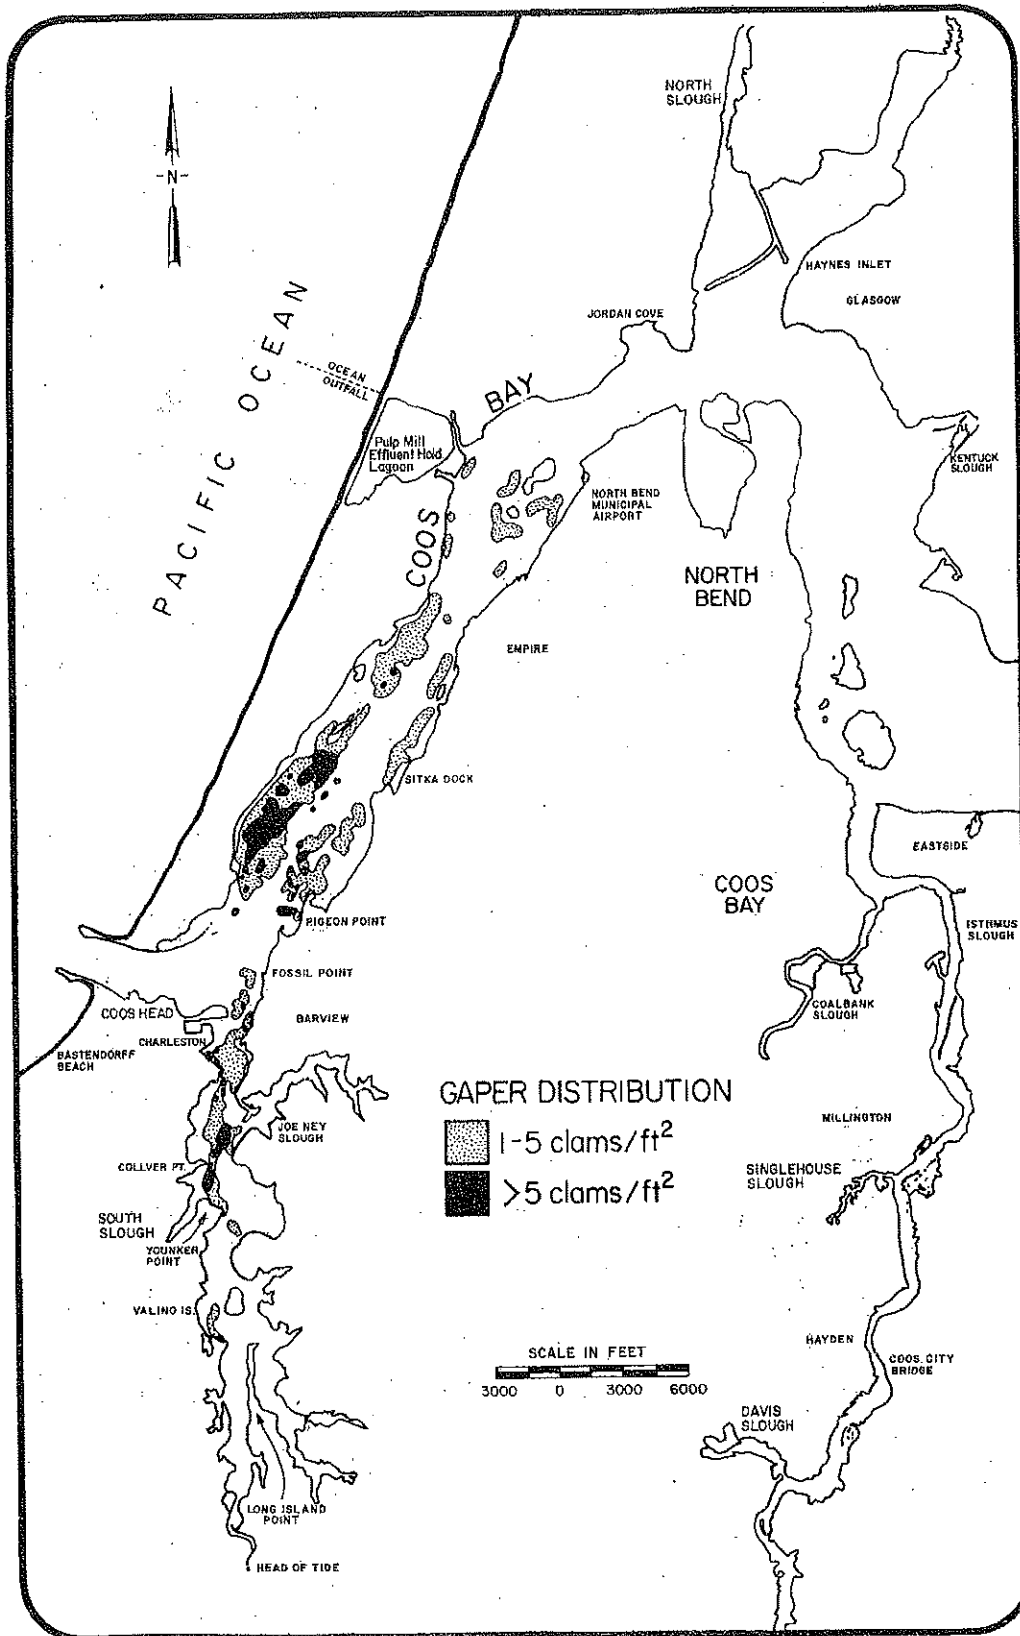 NORTH
SLOUGH
-N-
HAYNES INLET
GLASGOW
JORDAN COVE
PACIFIC OCEAN
OCEAN
OUTFALL
COOS BAY
Pulp Mill
Effluent Hold
Lagoon
KENTUCK
SLOUGH
NORTH BEND
MUNICIPAL
AIRPORT
NORTH
BEND
EMPIRE
SITKA DOCK
EASTSIDE
COOS
BAY
PIGEON POINT
ISTHMUS
SLOUGH
FOSSIL POINT
COOS HEAD
BARVIEW
COALBANK
SLOUGH
CHARLESTON
BASTENDORFF
BEACH
GAPER DISTRIBUTION
1-5 clams/ft²
>5 clams/ft²
JOE NEY
SLOUGH
MILLINGTON
COLLVER PT.
SINGLEHOUSE
SLOUGH
SOUTH
SLOUGH
YOUNKER
POINT
VALINO IS.
HAYDEN
COOS CITY
BRIDGE
SCALE IN FEET
3000 0 3000 6000
DAVIS
SLOUGH
LONG ISLAND
POINT
HEAD OF TIDE